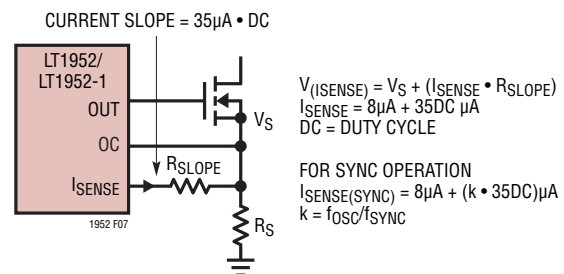 CURRENT SLOPE = 35µA • DC
LT1952/
LT1952-1
OUT
OC
ISENSE
RSLOPE
VS
RS
1952 F07
V(ISENSE) = VS + (ISENSE • RSLOPE)
ISENSE = 8µA + 35DC µA
DC = DUTY CYCLE
FOR SYNC OPERATION
ISENSE(SYNC) = 8µA + (k • 35DC)µA
k = fOSC/fSYNC